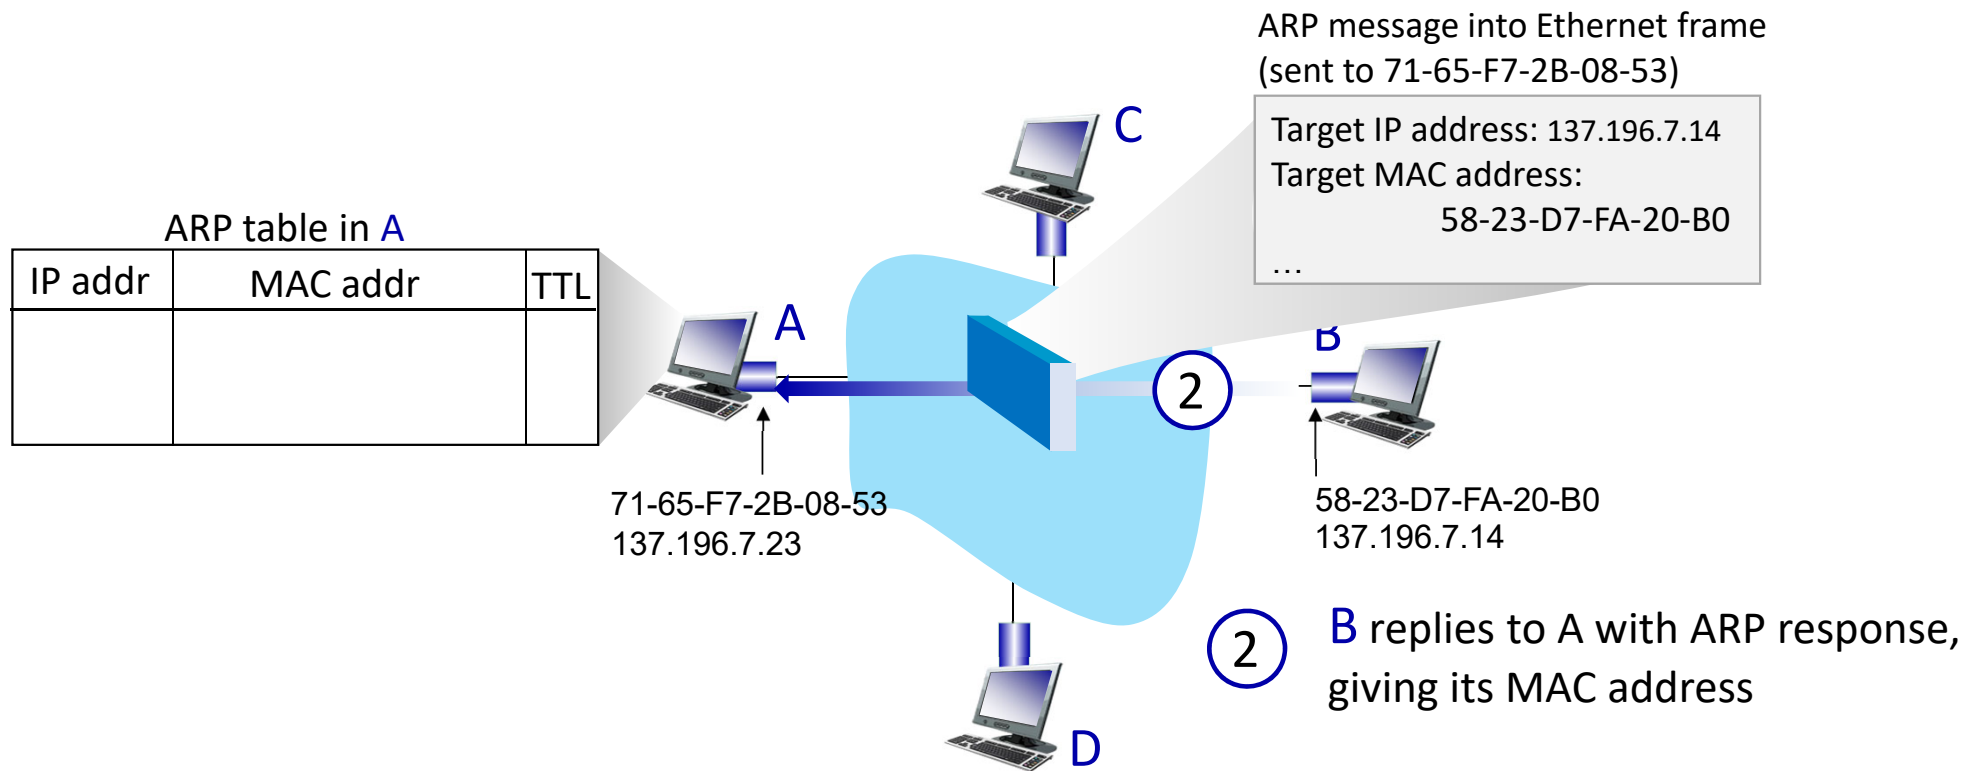 ARP message into Ethernet frame
(sent to 71-65-F7-2B-08-53)
Target IP address: 137.196.7.14
Target MAC address:
58-23-D7-FA-20-B0
...
C
ARP table in A
IP addr MAC addr TTL
A
B
2
71-65-F7-2B-08-53
137.196.7.23
58-23-D7-FA-20-B0
137.196.7.14
2 B replies to A with ARP response,
giving its MAC address
D